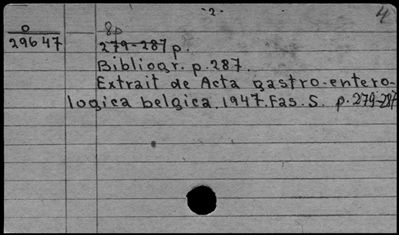 -2-
4
0
29647
8p
279-287 p.
Bibliogr. p. 287.
Extrait de Acta gastro-entero-
logica belgica. 1947. Fas. S. p. 279-287